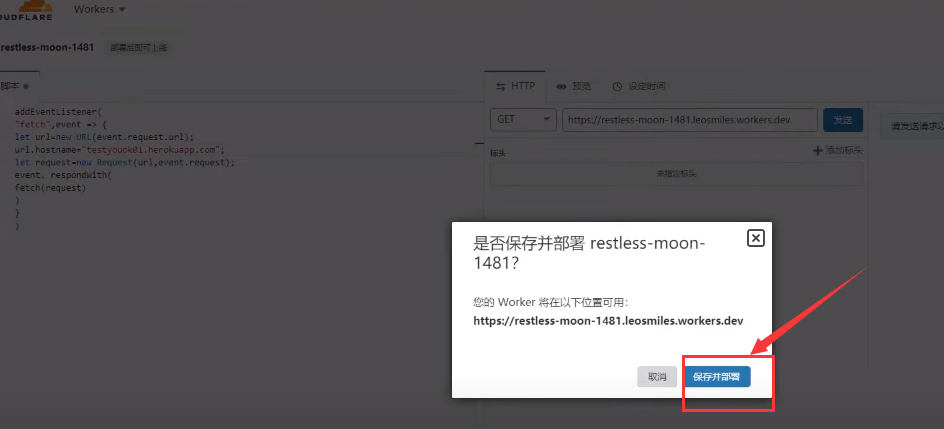 CLOUDFLARE
Workers
restless-moon-1481 部署后即可上线
脚本
HTTP 预览 设定时间
addEventListener(
"fetch",event => {
let url=new URL(event.request.url);
url.hostname="testyouok01.herokuapp.com";
let request=new Request(url,event.request);
event. respondWith(
fetch(request)
)
}
)
GET https://restless-moon-1481.leosmiles.workers.dev 发送 请发送请求以
标头 添加标头
未指定标头
是否保存并部署 restless-moon-
1481?
您的 Worker 将在以下位置可用：
https://restless-moon-1481.leosmiles.workers.dev
取消 保存并部署